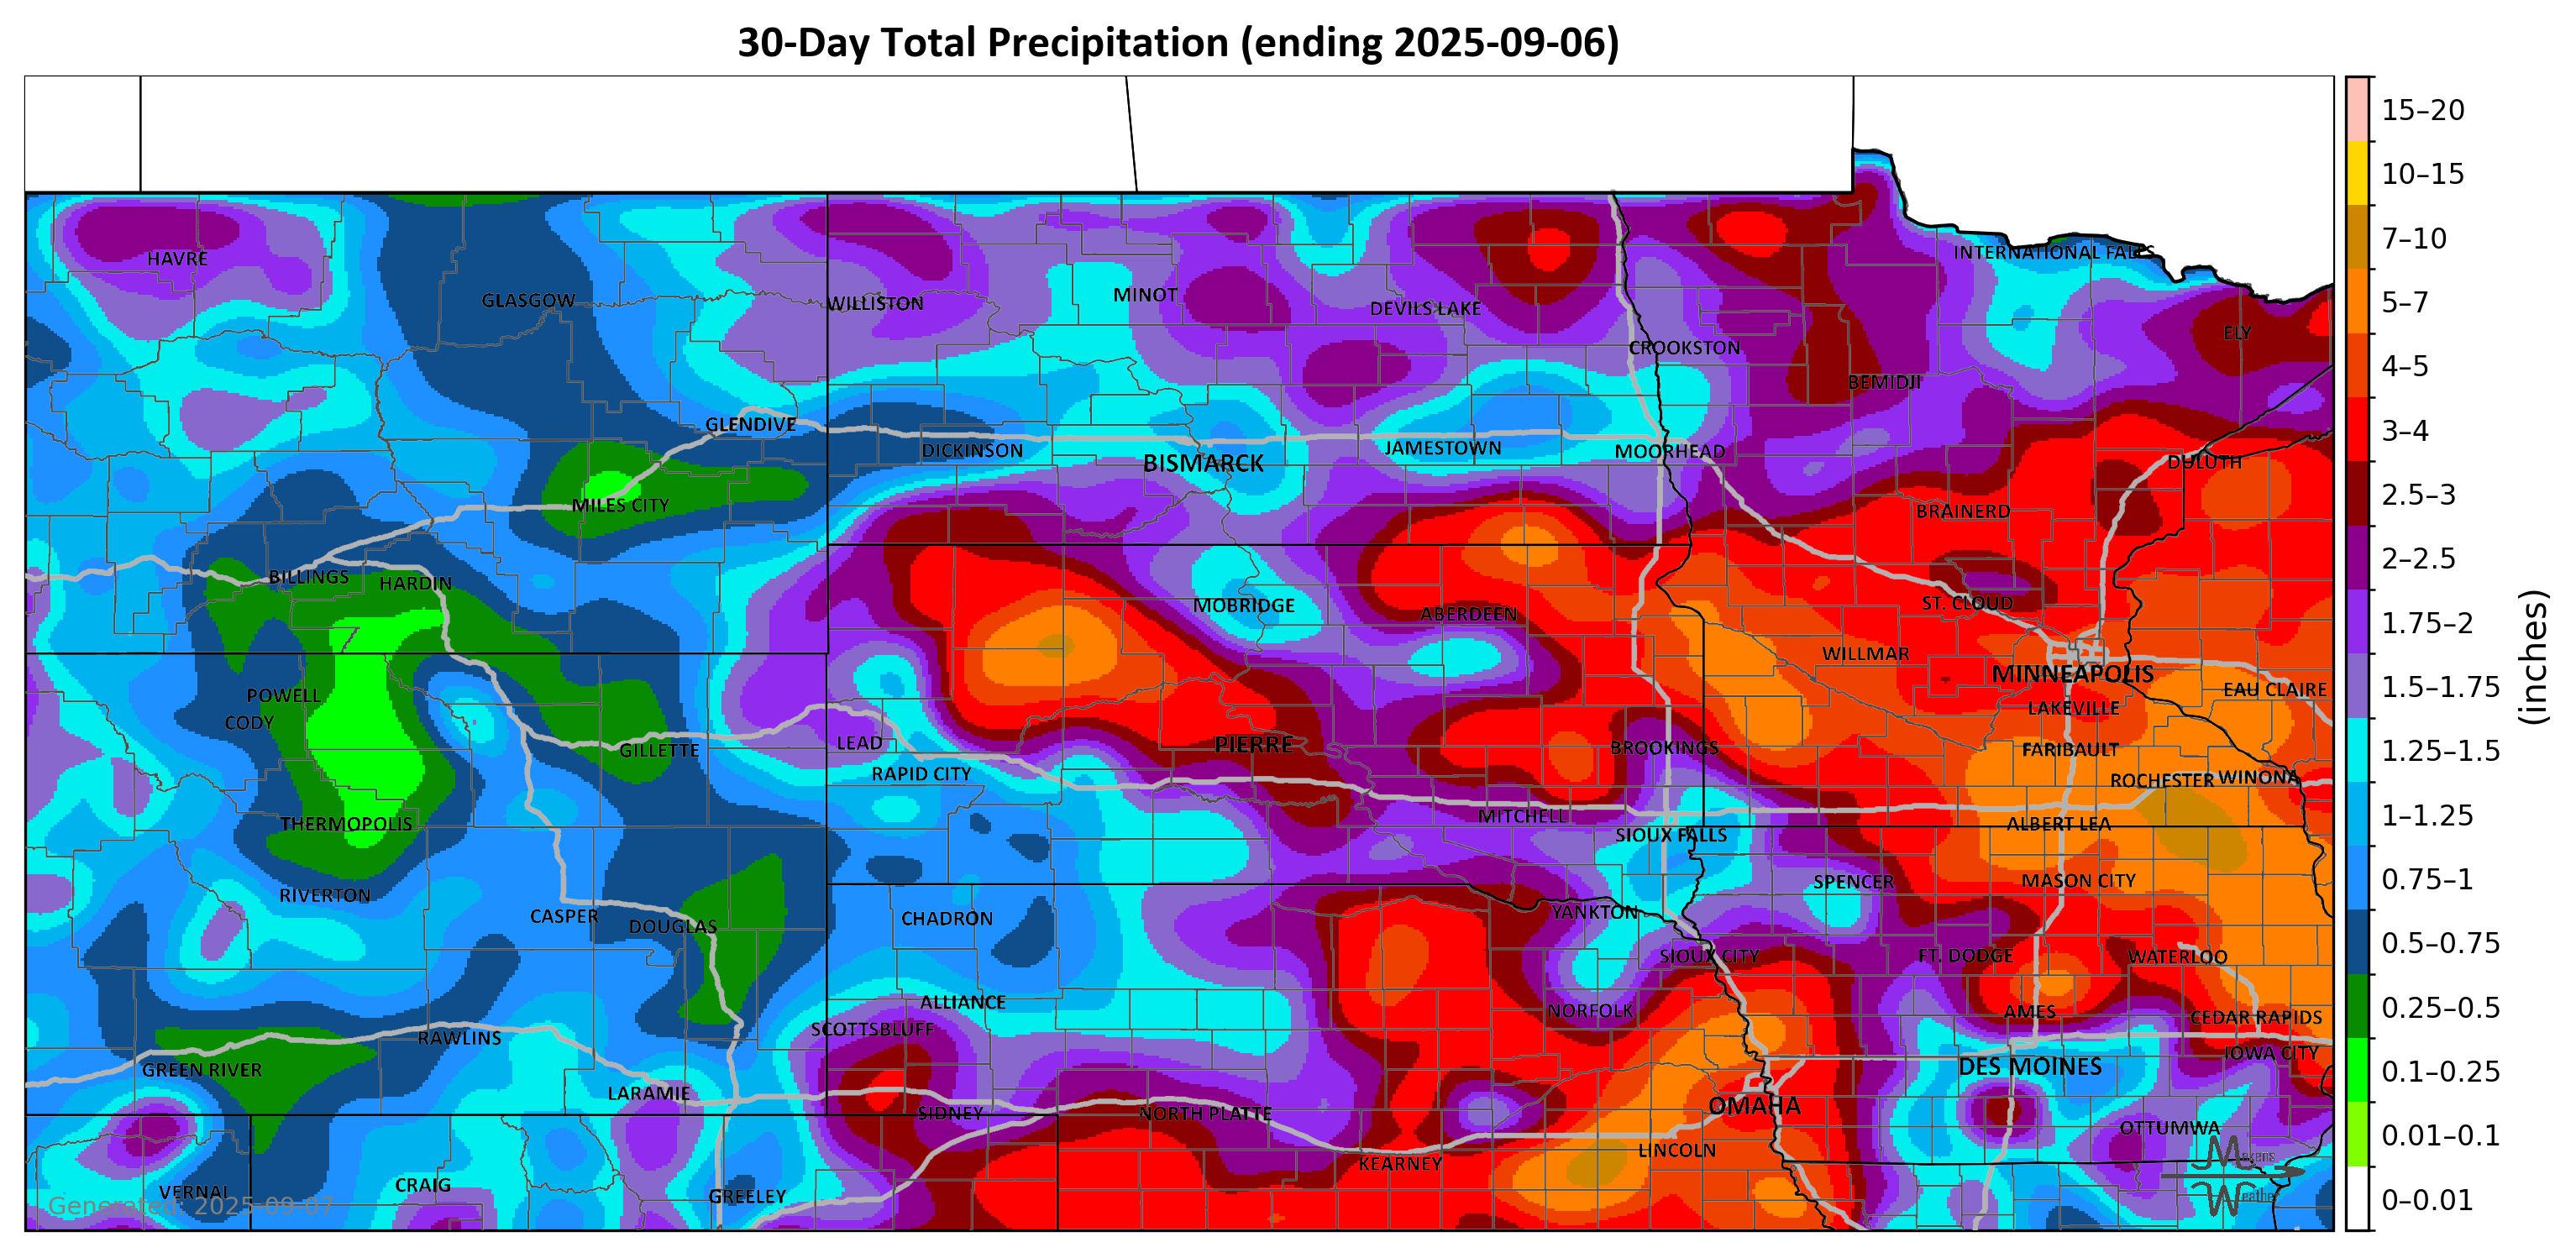 30-Day Total Precipitation (ending 2025-09-06)
15–20
10–15
7–10
5–7
4–5
3–4
2.5–3
2–2.5
1.75–2
1.5–1.75
1.25–1.5
1–1.25
0.75–1
0.5–0.75
0.25–0.5
0.1–0.25
0.01–0.1
0–0.01
(inches)
HAVRE
INTERNATIONAL FALLS
GLASGOW
WILLISTON
MINOT
DEVILS LAKE
ELY
CROOKSTON
BEMIDJI
GLENDIVE
DICKINSON
BISMARCK
JAMESTOWN
MOORHEAD
DULUTH
MILES CITY
BRAINERD
BILLINGS
HARDIN
MOBRIDGE
ABERDEEN
ST. CLOUD
WILLMAR
MINNEAPOLIS
POWELL
EAU CLAIRE
CODY
LAKEVILLE
GILLETTE
LEAD
PIERRE
BROOKINGS
FARIBAULT
RAPID CITY
ROCHESTER
WINONA
THERMOPOLIS
MITCHELL
SIOUX FALLS
ALBERT LEA
RIVERTON
SPENCER
MASON CITY
CASPER
DOUGLAS
CHADRON
YANKTON
SIOUX CITY
FT. DODGE
WATERLOO
ALLIANCE
NORFOLK
AMES
CEDAR RAPIDS
SCOTTSBLUFF
RAWLINS
IOWA CITY
GREEN RIVER
DES MOINES
LARAMIE
SIDNEY
NORTH PLATTE
OMAHA
OTTUMWA
LINCOLN
KEARNEY
VERNAL
CRAIG
GREELEY
Generated: 2025-09-07
Makens
Weather